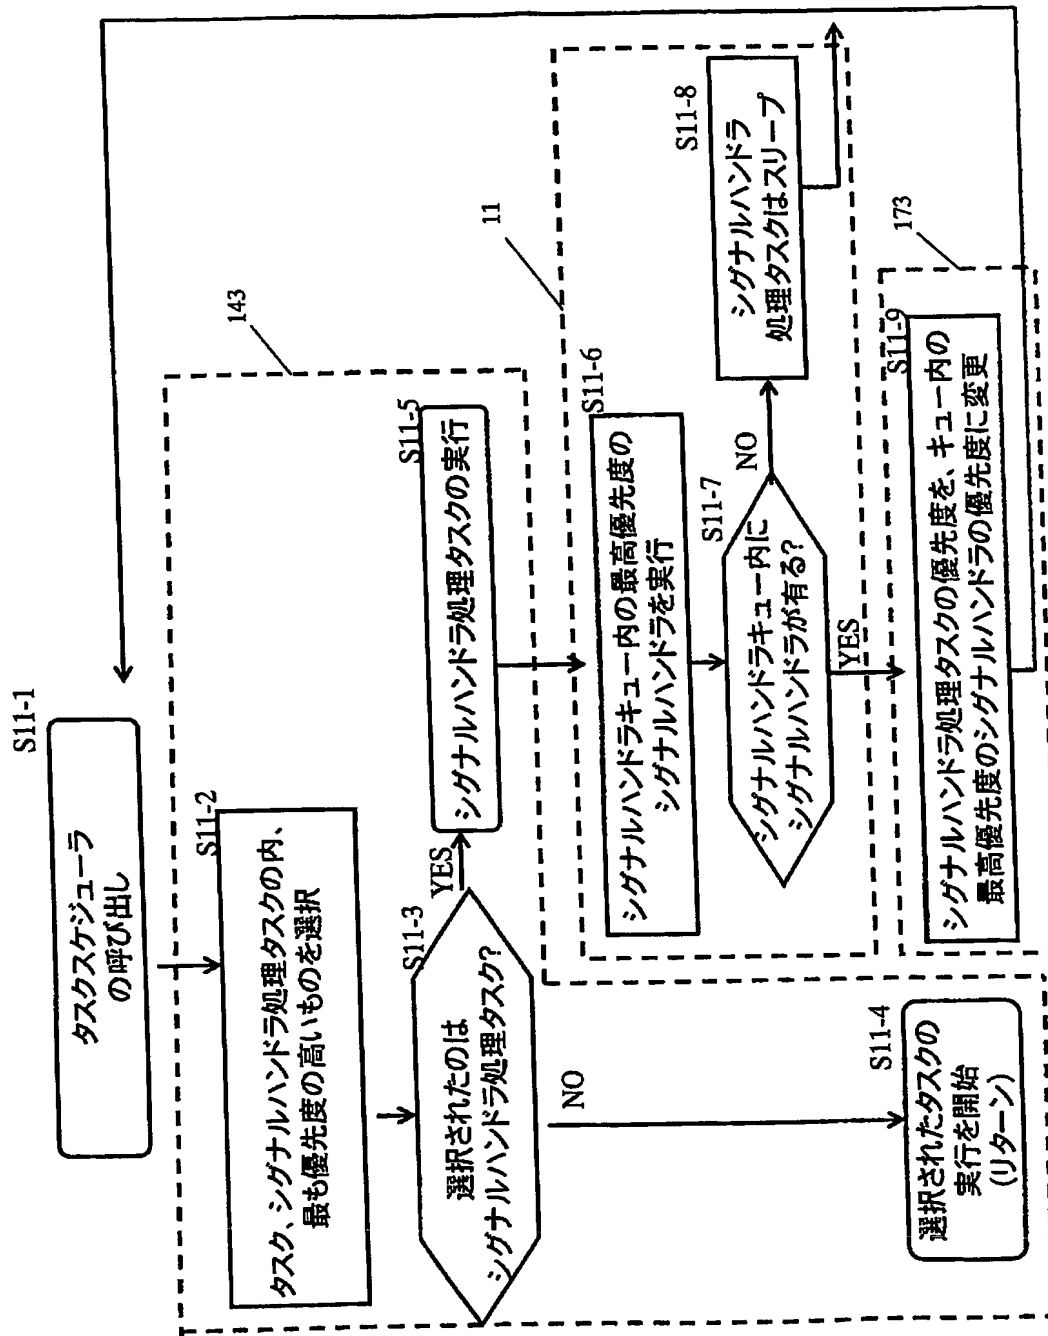 S11-1
タスクスケジューラ
の呼び出し
143
S11-2
タスク、シグナルハンドラ処理タスクの内、
最も優先度の高いものを選択
S11-3
選択されたのは
シグナルハンドラ処理タスク?
YES
NO
S11-5
シグナルハンドラ処理タスクの実行
S11-4
選択されたタスクの
実行を開始
(リターン)
11
S11-6
シグナルハンドラキュー内の最高優先度の
シグナルハンドラを実行
S11-7
シグナルハンドラキュー内に
シグナルハンドラが有る?
NO
YES
S11-8
シグナルハンドラ
処理タスクはスリープ
173
S11-9
シグナルハンドラ処理タスクの優先度を、キュー内の
最高優先度のシグナルハンドラの優先度に変更